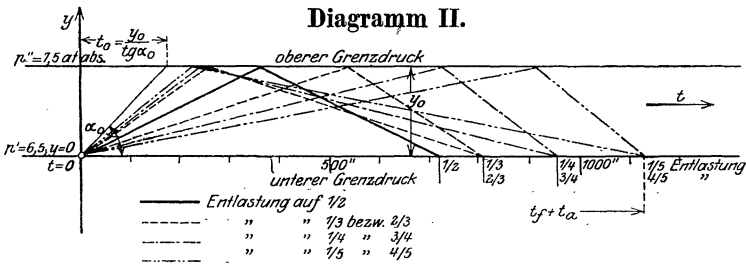 Diagramm II.
y
t₀ = y₀ / tg α₀
p″=7,5 at abs.
oberer Grenzdruck
y₀
t
α₀
p′=6,5, y=0
t=0
500″
1/2
1/3
2/3
1/4
3/4
1000″
1/5 Entlastung
4/5 "
unterer Grenzdruck
t_f + t_a
Entlastung auf 1/2
" " 1/3 bezw. 2/3
" " 1/4 " 3/4
" " 1/5 " 4/5